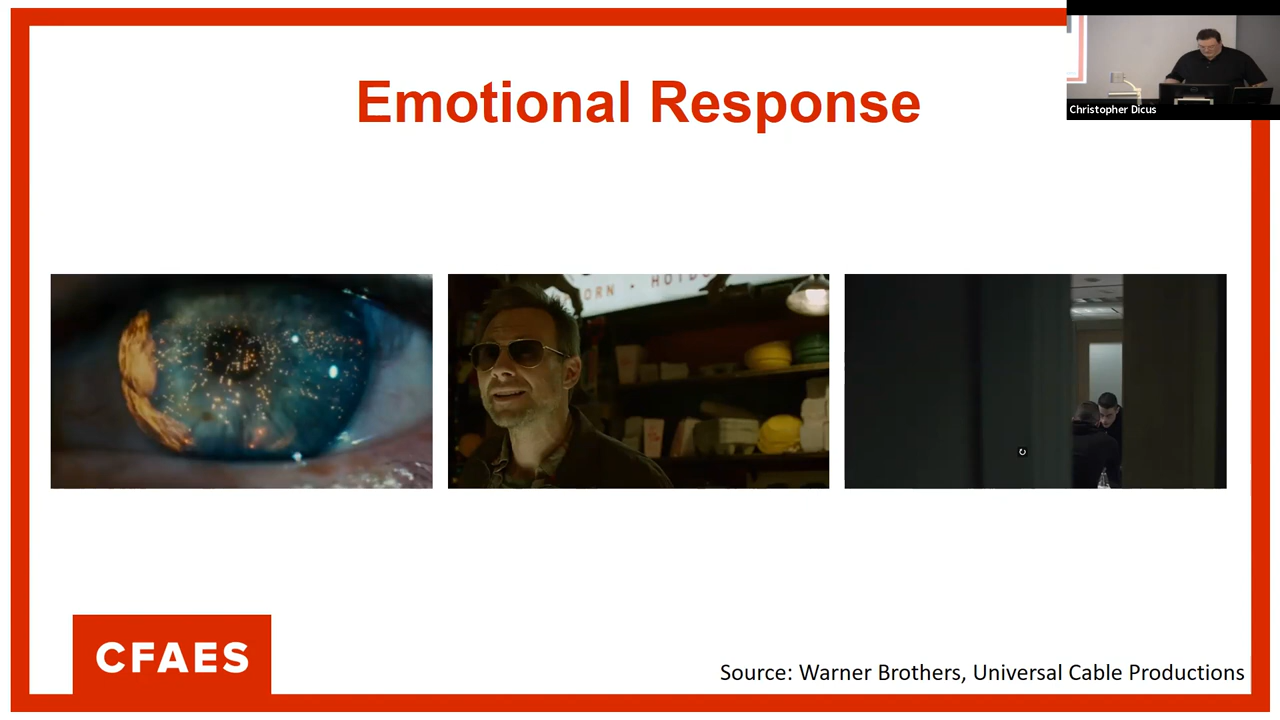 Emotional Response
Christopher Dicus
CFAES
Source: Warner Brothers, Universal Cable Productions